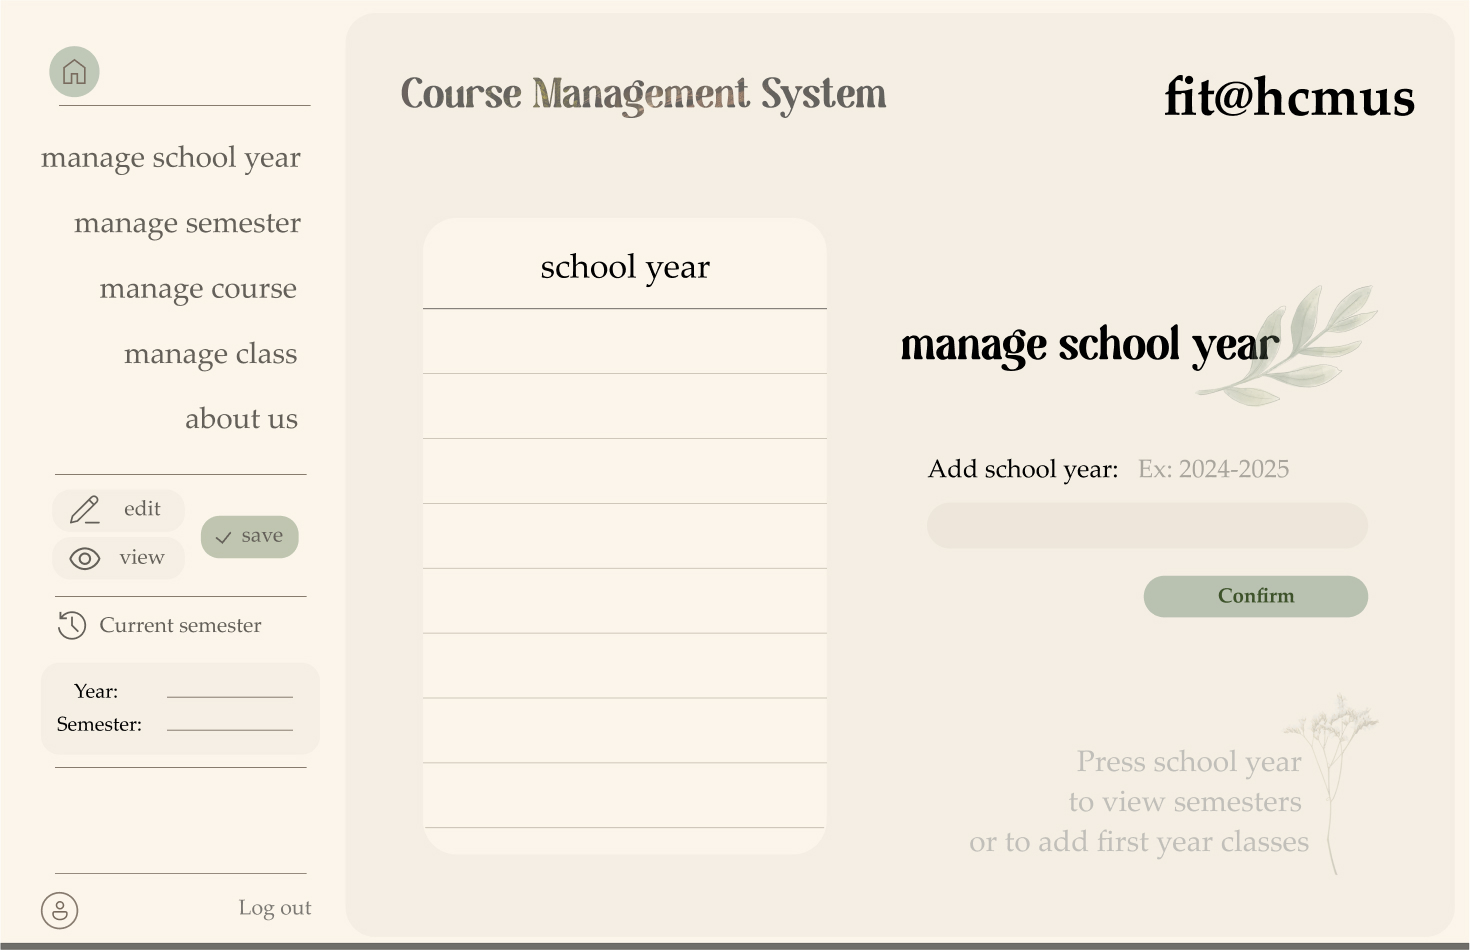 Course Management System
fit@hcmus
manage school year
manage semester
manage course
manage class
about us
edit
view
save
Current semester
Year:
Semester:
Log out
school year
manage school year
Add school year: Ex: 2024-2025
Confirm
Press school year
to view semesters
or to add first year classes